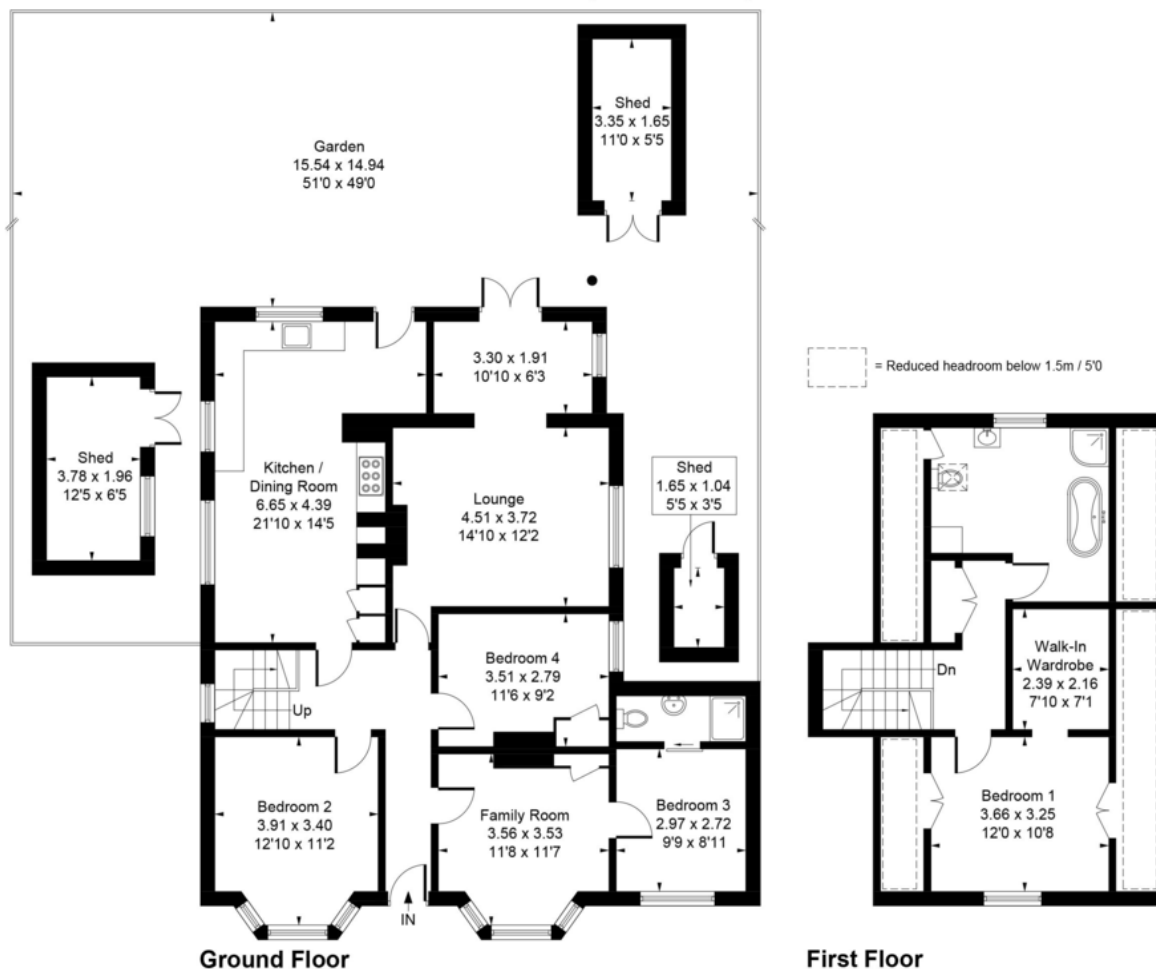 Shed
3.35 x 1.65
11'0 x 5'5
Garden
15.54 x 14.94
51'0 x 49'0
3.30 x 1.91
10'10 x 6'3
= Reduced headroom below 1.5m / 5'0
Shed
3.78 x 1.96
12'5 x 6'5
Kitchen /
Dining Room
6.65 x 4.39
21'10 x 14'5
Lounge
4.51 x 3.72
14'10 x 12'2
Shed
1.65 x 1.04
5'5 x 3'5
Bedroom 4
3.51 x 2.79
11'6 x 9'2
Up
Dn
Walk-In
Wardrobe
2.39 x 2.16
7'10 x 7'1
Bedroom 2
3.91 x 3.40
12'10 x 11'2
Family Room
3.56 x 3.53
11'8 x 11'7
Bedroom 3
2.97 x 2.72
9'9 x 8'11
Bedroom 1
3.66 x 3.25
12'0 x 10'8
IN
Ground Floor
First Floor